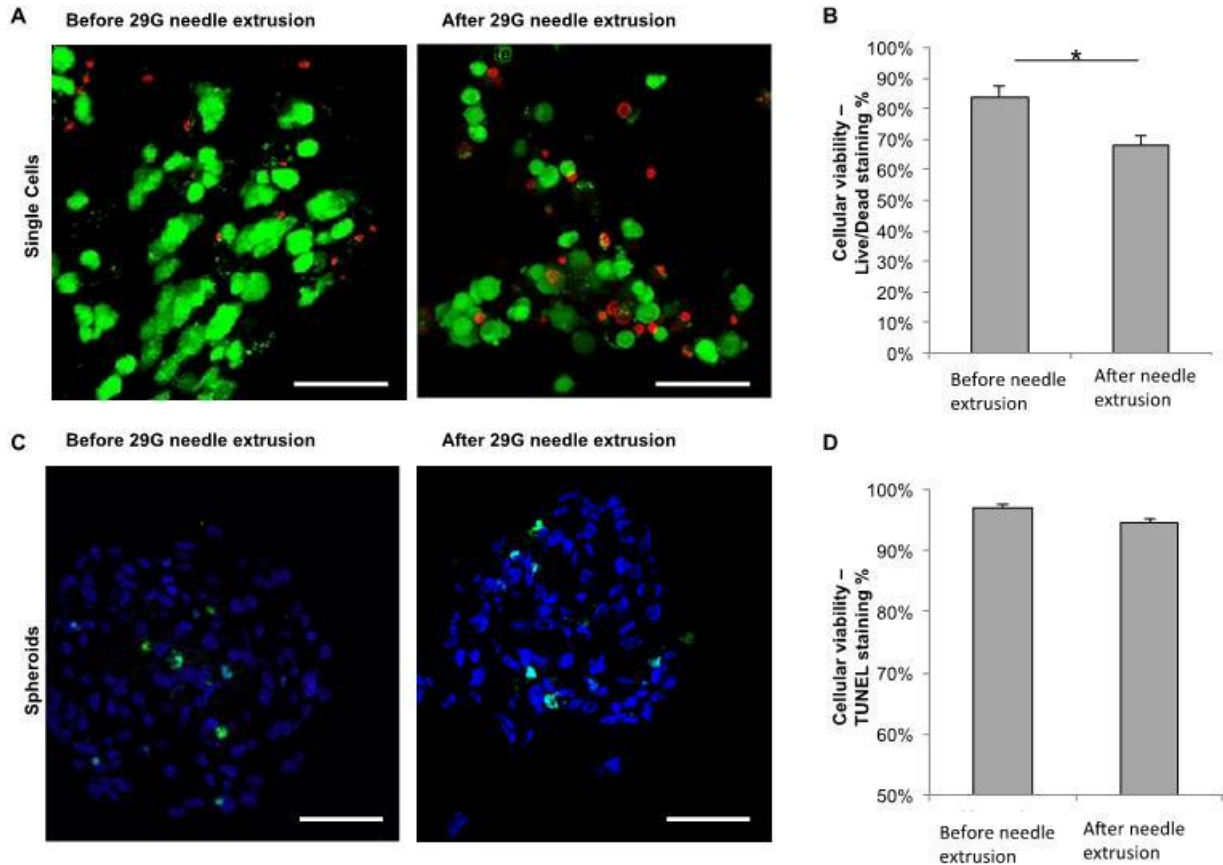 A
Before 29G needle extrusion
After 29G needle extrusion
Single Cells
B
Cellular viability –
Live/Dead staining %
100%
90%
80%
70%
60%
50%
40%
30%
20%
10%
0%
*
Before needle
extrusion
After needle
extrusion
C
Before 29G needle extrusion
After 29G needle extrusion
Spheroids
D
Cellular viability –
TUNEL staining %
100%
90%
80%
70%
60%
50%
Before needle
extrusion
After needle
extrusion